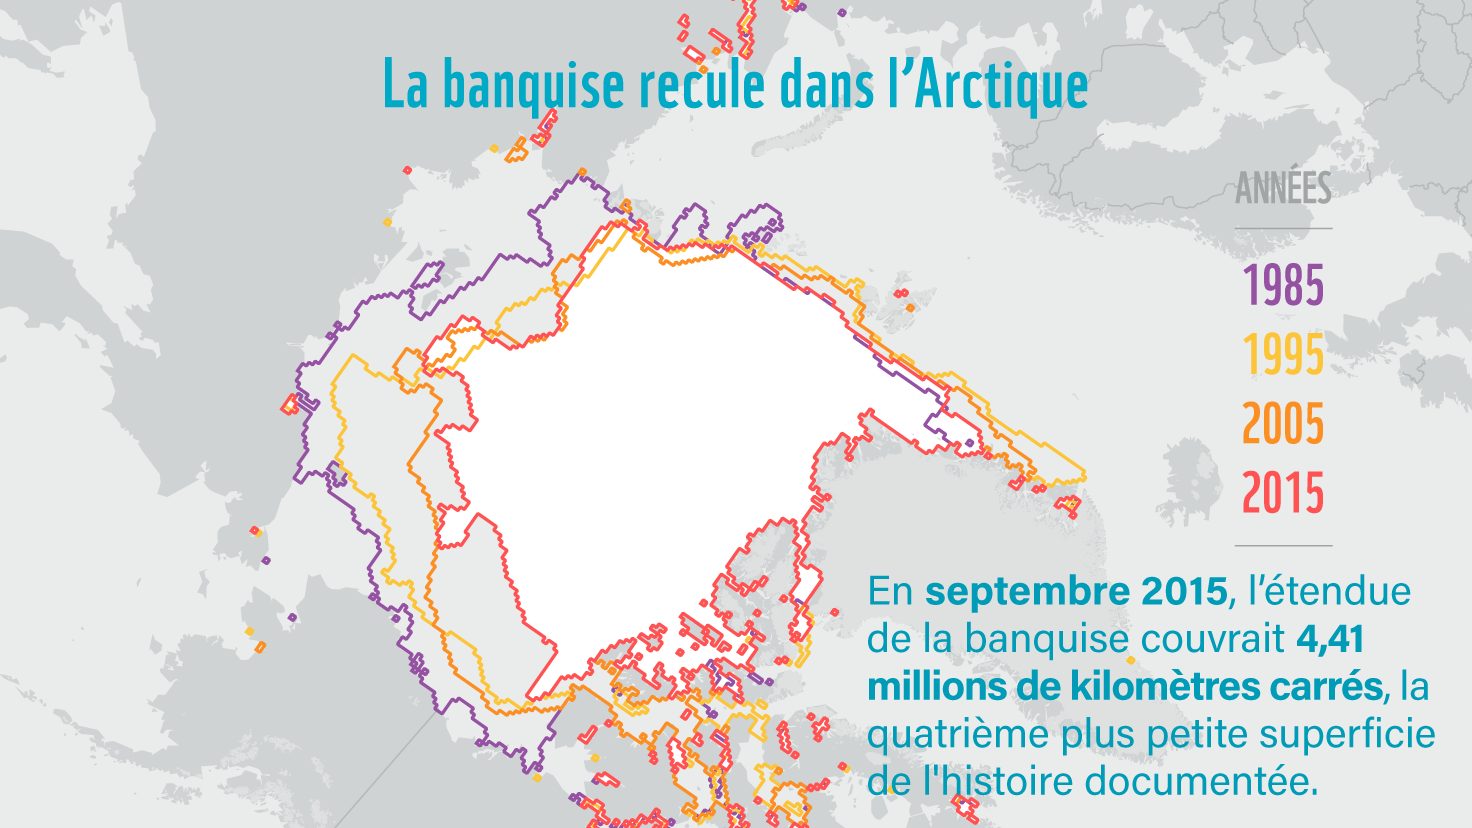 La banquise recule dans l’Arctique
ANNÉES
1985
1995
2005
2015
En septembre 2015, l’étendue
de la banquise couvrait 4,41
millions de kilomètres carrés, la
quatrième plus petite superficie
de l'histoire documentée.